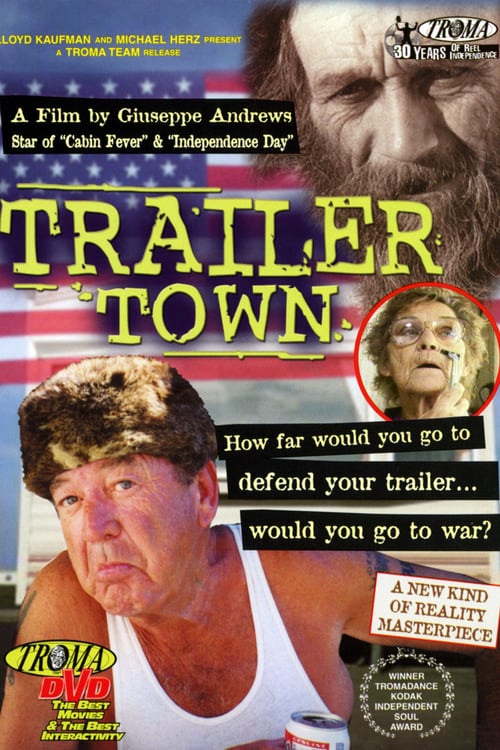 LLOYD KAUFMAN AND MICHAEL HERZ PRESENT
A TROMA TEAM RELEASE
TROMA
30 YEARS OF REEL INDEPENDENCE
A Film by Giuseppe Andrews
Star of "Cabin Fever" & "Independence Day"
TRAILER
TOWN
How far would you go to
defend your trailer...
would you go to war?
A NEW KIND
OF REALITY
MASTERPIECE
TROMA
DVD
THE BEST
MOVIES
& THE BEST
INTERACTIVITY
WINNER
TROMADANCE
KODAK
INDEPENDENT
SOUL
AWARD